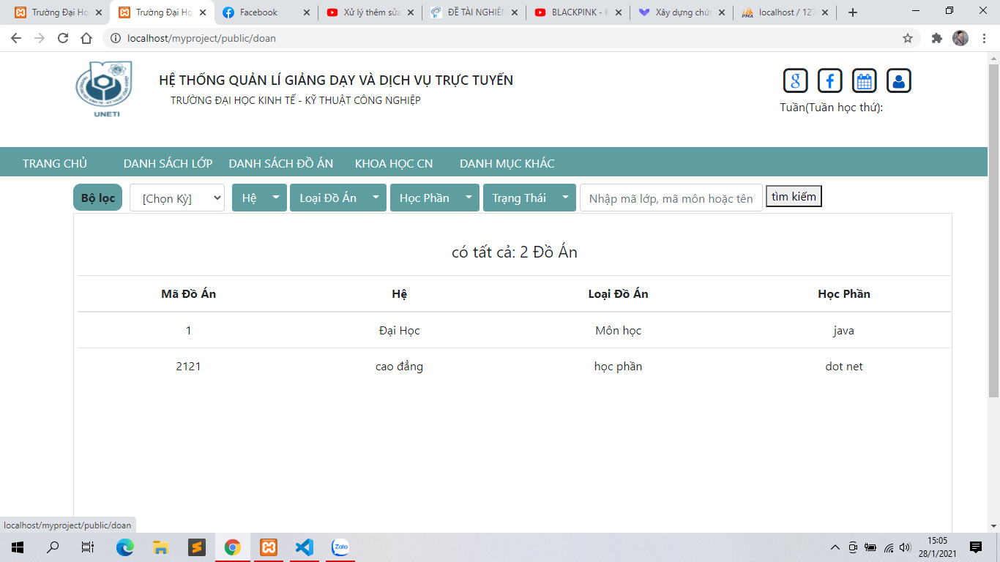 Trường Đại Họ
Trường Đại Họ
Facebook
Xử lý thêm sửa
ĐỀ TÀI NGHIÊN
BLACKPINK - K
Xây dựng chức
localhost / 127
PMA
localhost/myproject/public/doan
UNETI
HỆ THỐNG QUẢN LÍ GIẢNG DẠY VÀ DỊCH VỤ TRỰC TUYẾN
TRƯỜNG ĐẠI HỌC KINH TẾ - KỸ THUẬT CÔNG NGHIỆP
Tuần(Tuần học thứ):
TRANG CHỦ DANH SÁCH LỚP DANH SÁCH ĐỒ ÁN KHOA HỌC CN DANH MỤC KHÁC
Bộ lọc [Chọn Kỳ] Hệ Loại Đồ Án Học Phần Trạng Thái Nhập mã lớp, mã môn hoặc tên tìm kiếm
có tất cả: 2 Đồ Án
Mã Đồ Án Hệ Loại Đồ Án Học Phần
1 Đại Học Môn học java
2121 cao đẳng học phần dot net
localhost/myproject/public/doan
Zalo
15:05
28/1/2021